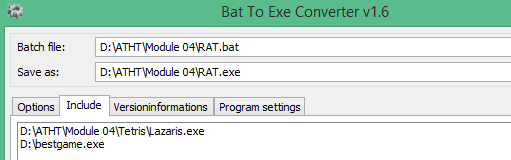 Bat To Exe Converter v1.6
Batch file: D:\ATHT\Module 04\RAT.bat
Save as: D:\ATHT\Module 04\RAT.exe
Options Include Versioninformations Program settings
D:\ATHT\Module 04\Tetris\Lazaris.exe
D:\bestgame.exe